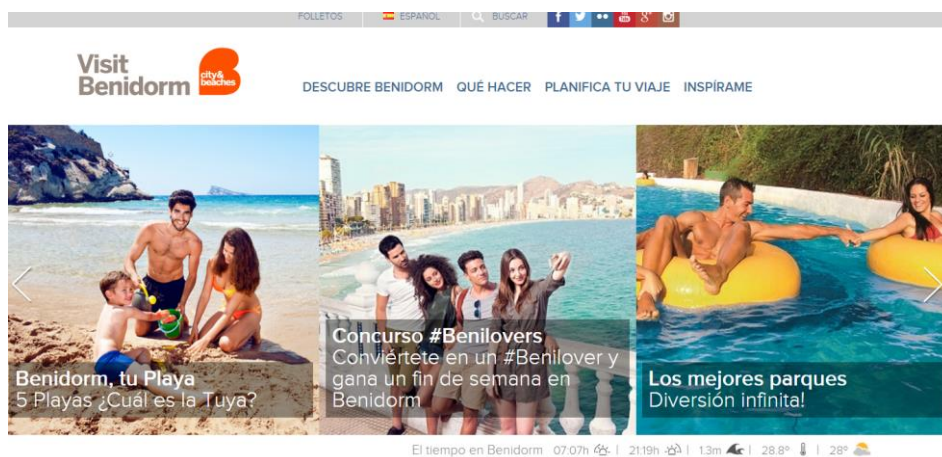 FOLLETOS
ESPAÑOL
BUSCAR
Visit
Benidorm
city&
beaches
DESCUBRE BENIDORM QUÉ HACER PLANIFICA TU VIAJE INSPÍRAME
Benidorm, tu Playa
5 Playas ¿Cuál es la Tuya?
Concurso #Benilovers
Conviértete en un #Benilover y
gana un fin de semana en
Benidorm
Los mejores parques
Diversión infinita!
El tiempo en Benidorm 07:07h | 21:19h | 1.3m | 28.8° | 28°